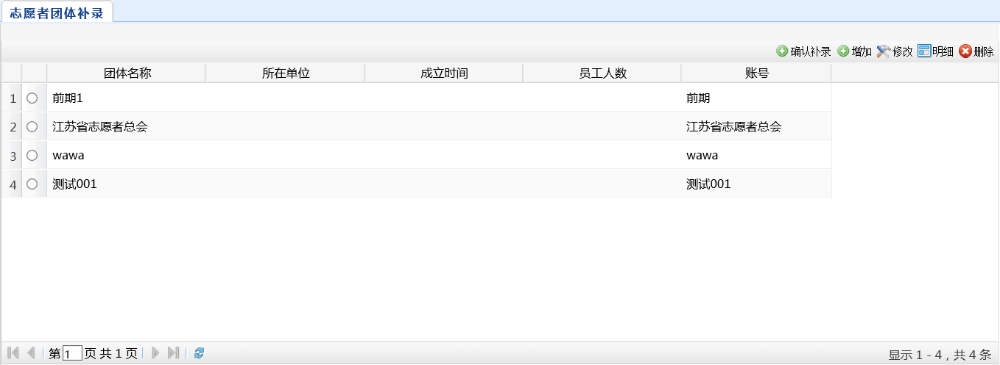 志愿者团体补录
确认补录 增加 修改 明细 删除
团体名称 所在单位 成立时间 员工人数 账号
1 前期1 前期
2 江苏省志愿者总会 江苏省志愿者总会
3 wawa wawa
4 测试001 测试001
第 1 页 共 1 页 显示 1 - 4，共 4 条